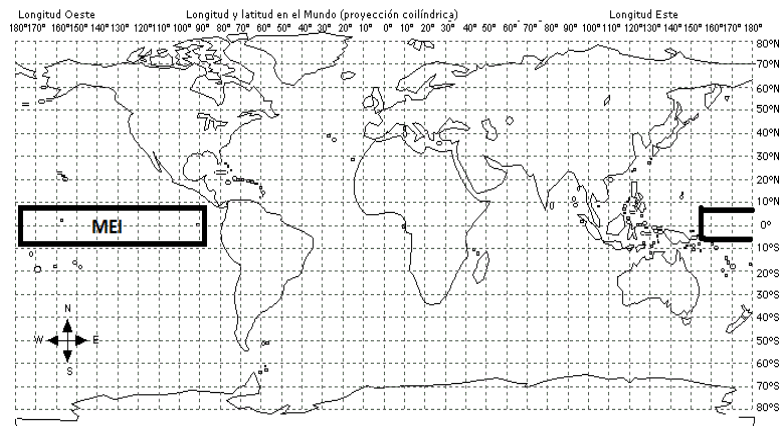 Longitud Oeste Longitud y latitud en el Mundo (proyección coilíndrica) Longitud Este
180°170° 160°150° 140° 130° 120°110° 100° 90° 80° 70° 60° 50° 40° 30° 20° 10° 0° 10° 20° 30° 40° 50° 60° 70° 80° 90° 100° 110° 120°130° 140°150° 160°170° 180°
80°N
70°N
60°N
50°N
40°N
30°N
20°N
10°N
MEI 0°
10°S
20°S
30°S
N
40°S
W E 50°S
S
60°S
70°S
80°S